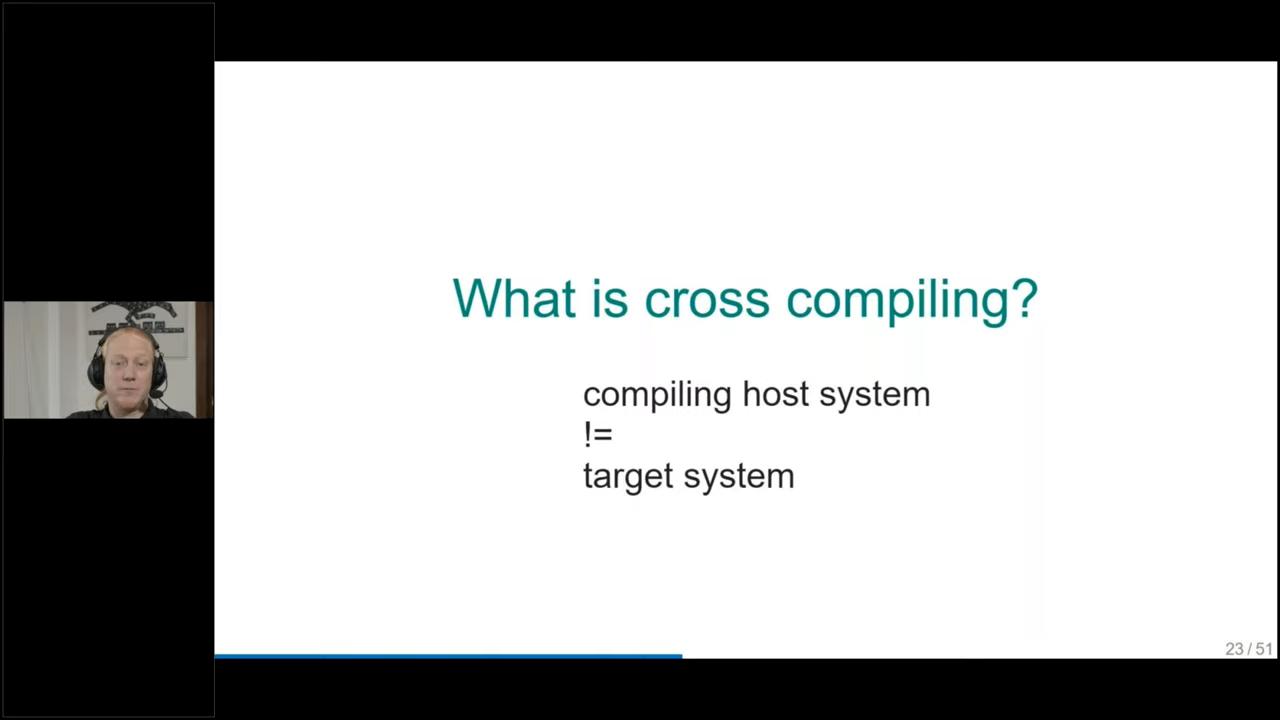 What is cross compiling?
compiling host system
!=
target system
23 / 51